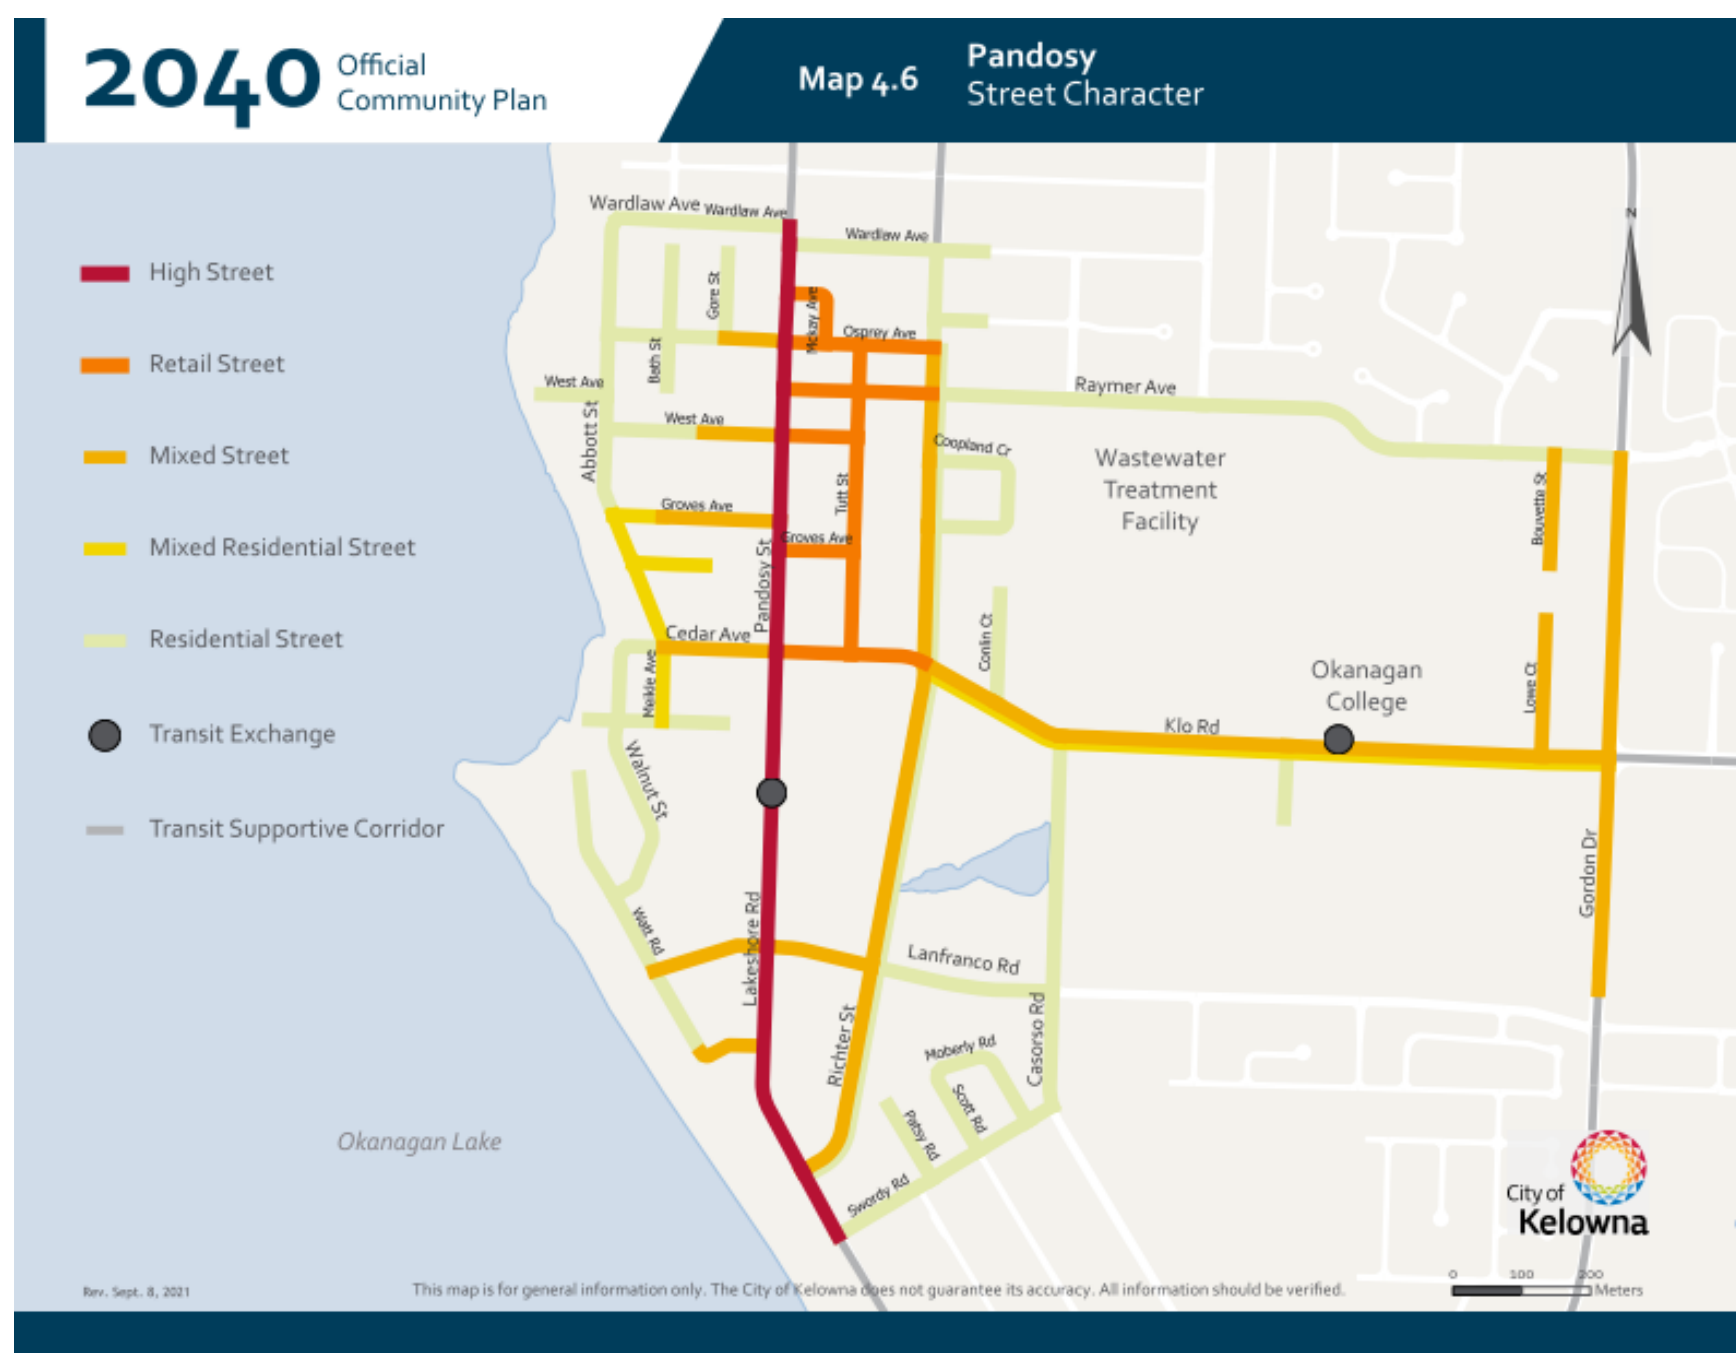 2040 Official
Community Plan
Map 4.6
Pandosy
Street Character
High Street
Retail Street
Mixed Street
Mixed Residential Street
Residential Street
Transit Exchange
Transit Supportive Corridor
N
Wardlaw Ave
Wardlaw Ave
Wardlaw Ave
Gore St
Mckay Ave
Osprey Ave
Bath St
West Ave
Raymer Ave
Abbott St
West Ave
Coopland Cr
Wastewater
Treatment
Facility
Tutt St
Bouvette St
Groves Ave
Groves Ave
Pandosy St
Cedar Ave
Conlin Ct
Meikle Ave
Okanagan
College
Lowe Ct
Klo Rd
Walnut St
Gordon Dr
Watt Rd
Lakeshore Rd
Lanfranco Rd
Richter St
Casorso Rd
Moberly Rd
Scott Rd
Patsy Rd
Swordy Rd
Okanagan Lake
City of
Kelowna
0 100 200
Meters
Rev. Sept. 8, 2021
This map is for general information only. The City of Kelowna does not guarantee its accuracy. All information should be verified.